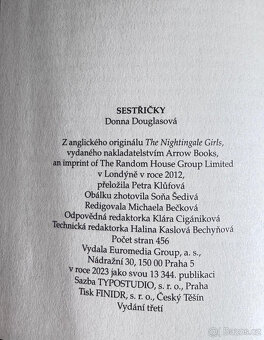 SESTŘIČKY
Donna Douglasová
Z anglického originálu The Nightingale Girls,
vydaného nakladatelstvím Arrow Books,
an imprint of The Random House Group Limited
v Londýně v roce 2012,
přeložila Petra Klůfová
Obálku zhotovila Soňa Šedivá
Redigovala Michaela Bečková
Odpovědná redaktorka Klára Cigániková
Technická redaktorka Halina Kaslová Bechyňová
Počet stran 456
Vydala Euromedia Group, a. s.,
Nádražní 30, 150 00 Praha 5
v roce 2023 jako svou 13 344. publikaci
Sazba TYPOSTUDIO, s. r. o., Praha
Tisk FINIDR, s. r. o., Český Těšín
Vydání třetí
Bazos.cz